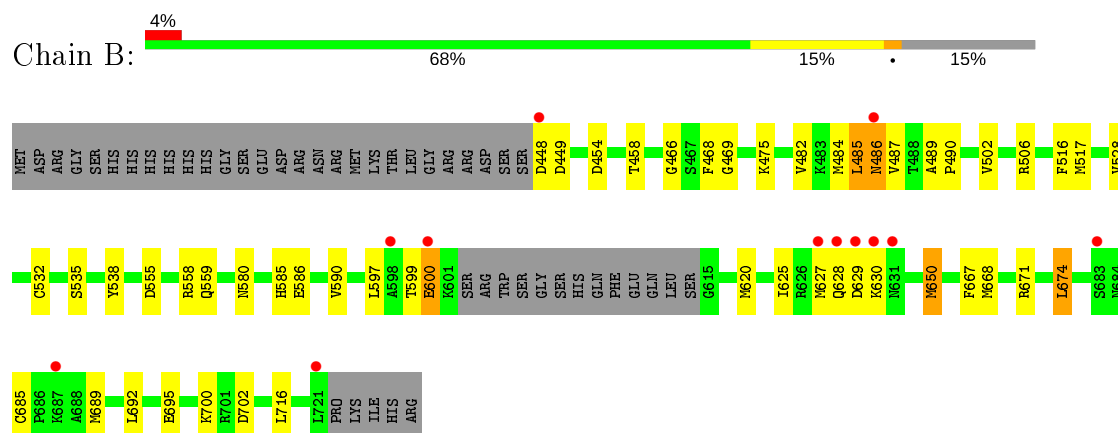 4%
Chain B:
68% 15% • 15%
MET ASP ARG GLY SER HIS HIS HIS HIS HIS HIS GLY SER GLU ASP ARG ASN ARG MET LYS THR LEU GLY ARG ARG ASP SER SER D448 D449 D454 T458 G466 S467 F468 G469 K475 V482 K483 M484 L485 N486 V487 T488 A489 P490 V502 R506 F516 M517 V528
C532 S535 Y538 D555 R558 Q559 N580 H585 E586 V590 L597 A598 T599 E600 K601 SER ARG TRP SER GLY SER HIS GLN PHE GLU GLN LEU SER G615 M620 I625 R626 M627 Q628 D629 K630 N631 M650 F667 M668 R671 L674 S683 N684
C685 P686 K687 A688 M689 L692 E695 K700 R701 D702 L716 L721 PRO LYS ILE HIS ARG